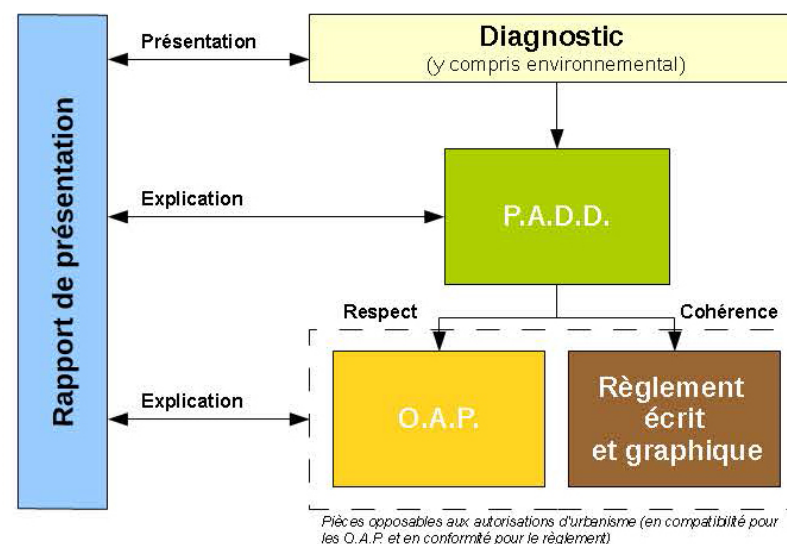 Rapport de présentation
Présentation
Diagnostic
(y compris environnemental)
Explication
P.A.D.D.
Respect
Cohérence
Explication
O.A.P.
Règlement
écrit
et graphique
Pièces opposables aux autorisations d'urbanisme (en compatibilité pour
les O.A.P. et en conformité pour le règlement)